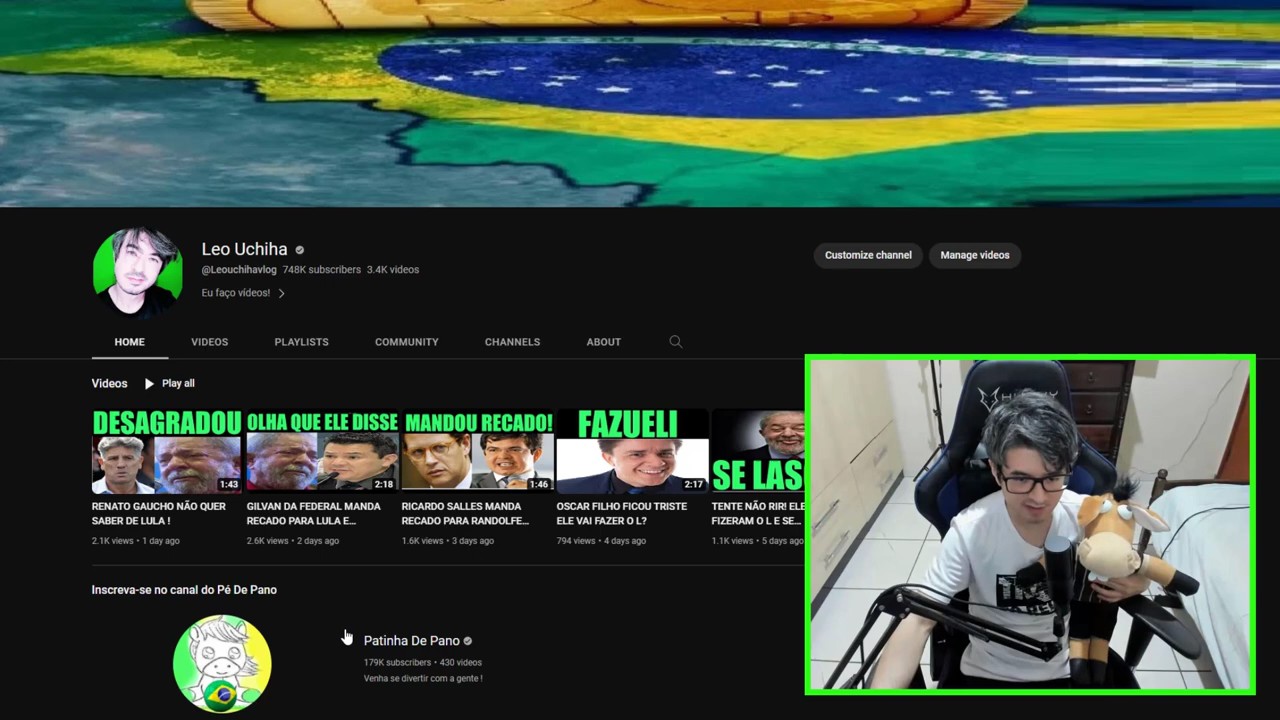 Leo Uchiha
@Leouchihavlog 748K subscribers 3.4K videos
Eu faço vídeos!
Customize channel
Manage videos
HOME VIDEOS PLAYLISTS COMMUNITY CHANNELS ABOUT
Videos Play all
DESAGRADOU
1:43
RENATO GAUCHO NÃO QUER
SABER DE LULA !
2.1K views • 1 day ago
OLHA QUE ELE DISSE
2:18
GILVAN DA FEDERAL MANDA
RECADO PARA LULA E...
2.6K views • 2 days ago
MANDOU RECADO!
1:46
RICARDO SALLES MANDA
RECADO PARA RANDOLFE...
1.6K views • 3 days ago
FAZUELI
2:17
OSCAR FILHO FICOU TRISTE
ELE VAI FAZER O L?
794 views • 4 days ago
SE LAS
TENTE NÃO RIR! ELE
FIZERAM O L E SE...
1.1K views • 5 days ago
Inscreva-se no canal do Pé De Pano
Patinha De Pano
179K subscribers • 430 videos
Venha se divertir com a gente !